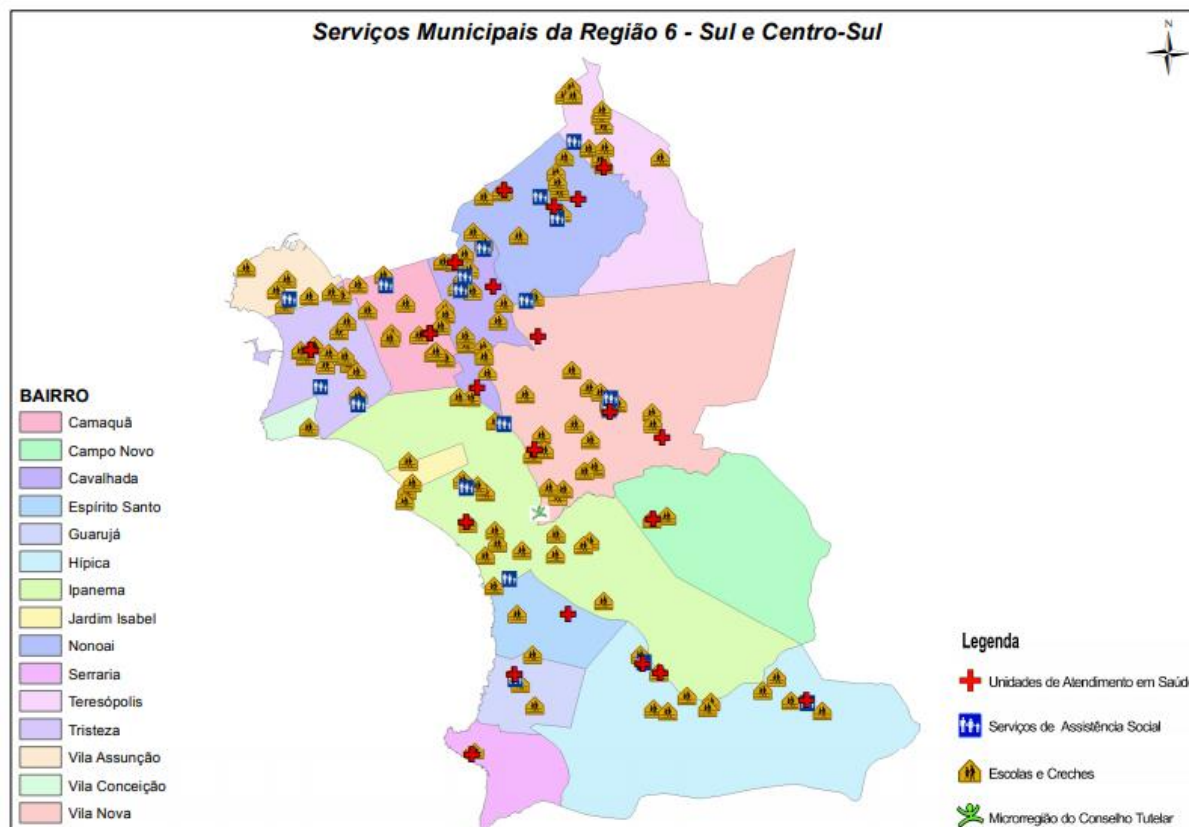 Serviços Municipais da Região 6 - Sul e Centro-Sul
N
BAIRRO
Camaquã
Campo Novo
Cavalhada
Espírito Santo
Guarujá
Hípica
Ipanema
Jardim Isabel
Nonoai
Serraria
Teresópolis
Tristeza
Vila Assunção
Vila Conceição
Vila Nova
Legenda
Unidades de Atendimento em Saúde
Serviços de Assistência Social
Escolas e Creches
Microrregião do Conselho Tutelar